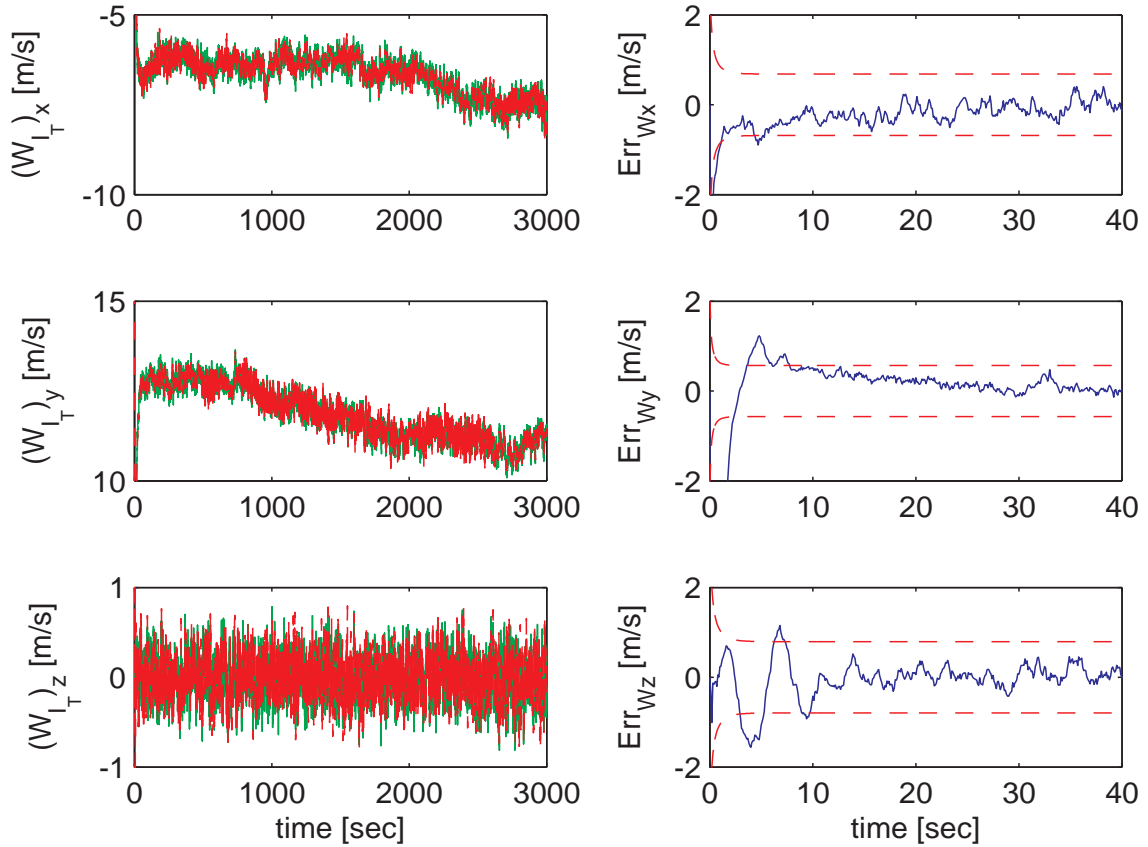 (W_I_T)_x [m/s]
-5
-10
0 1000 2000 3000
Err_Wx [m/s]
2
0
-2
0 10 20 30 40
(W_I_T)_y [m/s]
15
10
0 1000 2000 3000
Err_Wy [m/s]
2
0
-2
0 10 20 30 40
(W_I_T)_z [m/s]
1
0
-1
0 1000 2000 3000
time [sec]
Err_Wz [m/s]
2
0
-2
0 10 20 30 40
time [sec]